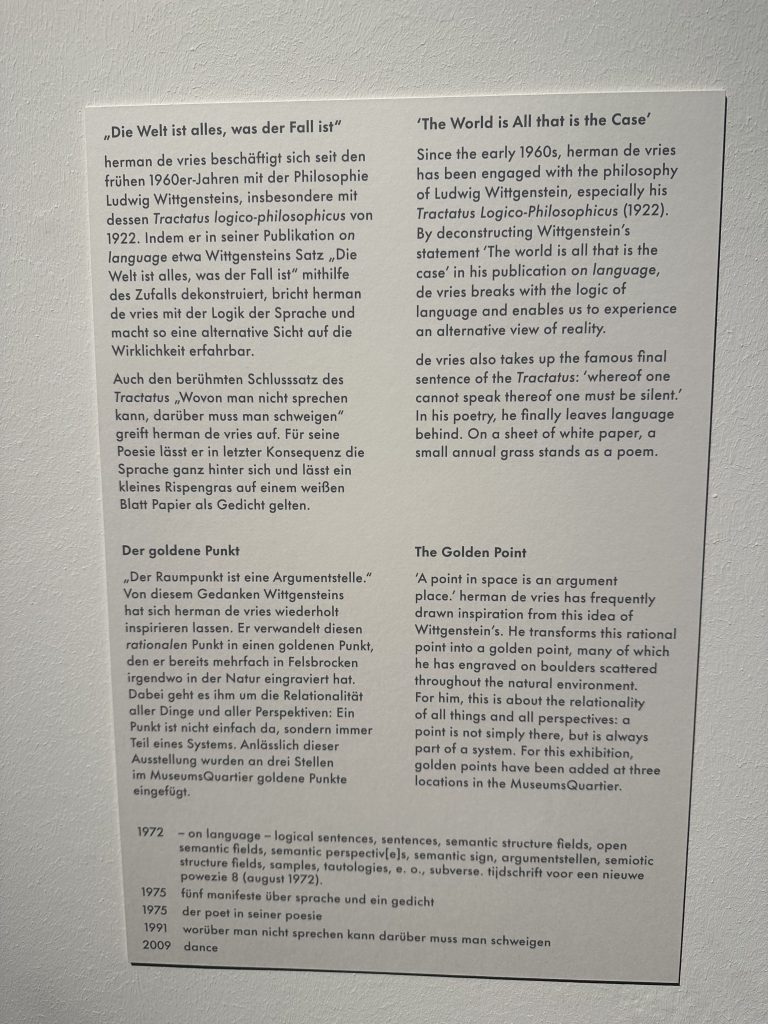 „Die Welt ist alles, was der Fall ist“
herman de vries beschäftigt sich seit den
frühen 1960er-Jahren mit der Philosophie
Ludwig Wittgensteins, insbesondere mit
dessen Tractatus logico-philosophicus von
1922. Indem er in seiner Publikation on
language etwa Wittgensteins Satz „Die
Welt ist alles, was der Fall ist“ mithilfe
des Zufalls dekonstruiert, bricht herman
de vries mit der Logik der Sprache und
macht so eine alternative Sicht auf die
Wirklichkeit erfahrbar.
Auch den berühmten Schlusssatz des
Tractatus „Wovon man nicht sprechen
kann, darüber muss man schweigen“
greift herman de vries auf. Für seine
Poesie lässt er in letzter Konsequenz die
Sprache ganz hinter sich und lässt ein
kleines Rispengras auf einem weißen
Blatt Papier als Gedicht gelten.
‘The World is All that is the Case’
Since the early 1960s, herman de vries
has been engaged with the philosophy
of Ludwig Wittgenstein, especially his
Tractatus Logico-Philosophicus (1922).
By deconstructing Wittgenstein’s
statement ‘The world is all that is the
case’ in his publication on language,
de vries breaks with the logic of
language and enables us to experience
an alternative view of reality.
de vries also takes up the famous final
sentence of the Tractatus: ‘whereof one
cannot speak thereof one must be silent.’
In his poetry, he finally leaves language
behind. On a sheet of white paper, a
small annual grass stands as a poem.
Der goldene Punkt
„Der Raumpunkt ist eine Argumentstelle.“
Von diesem Gedanken Wittgensteins
hat sich herman de vries wiederholt
inspirieren lassen. Er verwandelt diesen
rationalen Punkt in einen goldenen Punkt,
den er bereits mehrfach in Felsbrocken
irgendwo in der Natur eingraviert hat.
Dabei geht es ihm um die Relationalität
aller Dinge und aller Perspektiven: Ein
Punkt ist nicht einfach da, sondern immer
Teil eines Systems. Anlässlich dieser
Ausstellung wurden an drei Stellen
im MuseumsQuartier goldene Punkte
eingefügt.
The Golden Point
‘A point in space is an argument
place.’ herman de vries has frequently
drawn inspiration from this idea of
Wittgenstein’s. He transforms this rational
point into a golden point, many of which
he has engraved on boulders scattered
throughout the natural environment.
For him, this is about the relationality
of all things and all perspectives: a
point is not simply there, but is always
part of a system. For this exhibition,
golden points have been added at three
locations in the MuseumsQuartier.
1972 – on language – logical sentences, sentences, semantic structure fields, open
semantic fields, semantic perspectiv[e]s, semantic sign, argumentstellen, semiotic
structure fields, samples, tautologies, e. o., subverse. tijdschrift voor een nieuwe
powezie 8 (august 1972).
1975 fünf manifeste über sprache und ein gedicht
1975 der poet in seiner poesie
1991 worüber man nicht sprechen kann darüber muss man schweigen
2009 dance